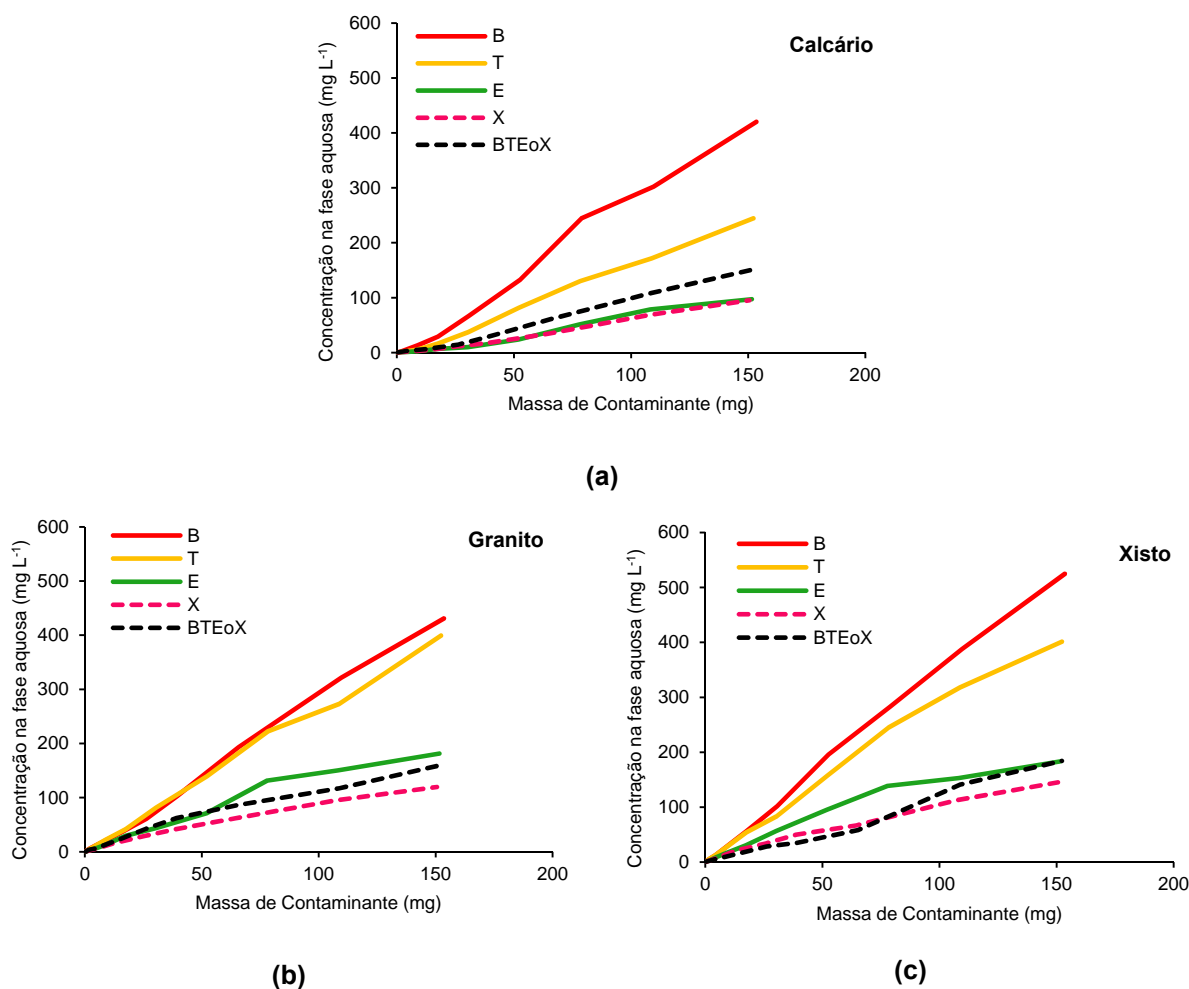 Calcário
Concentração na fase aquosa (mg L⁻¹)
600
500
400
300
200
100
0
B
T
E
X
BTEoX
0 50 100 150 200
Massa de Contaminante (mg)
(a)
Granito
Concentração na fase aquosa (mg L⁻¹)
600
500
400
300
200
100
0
B
T
E
X
BTEoX
0 50 100 150 200
Massa de Contaminante (mg)
(b)
Xisto
Concentração na fase aquosa (mg L⁻¹)
600
500
400
300
200
100
0
B
T
E
X
BTEoX
0 50 100 150 200
Massa de Contaminante (mg)
(c)